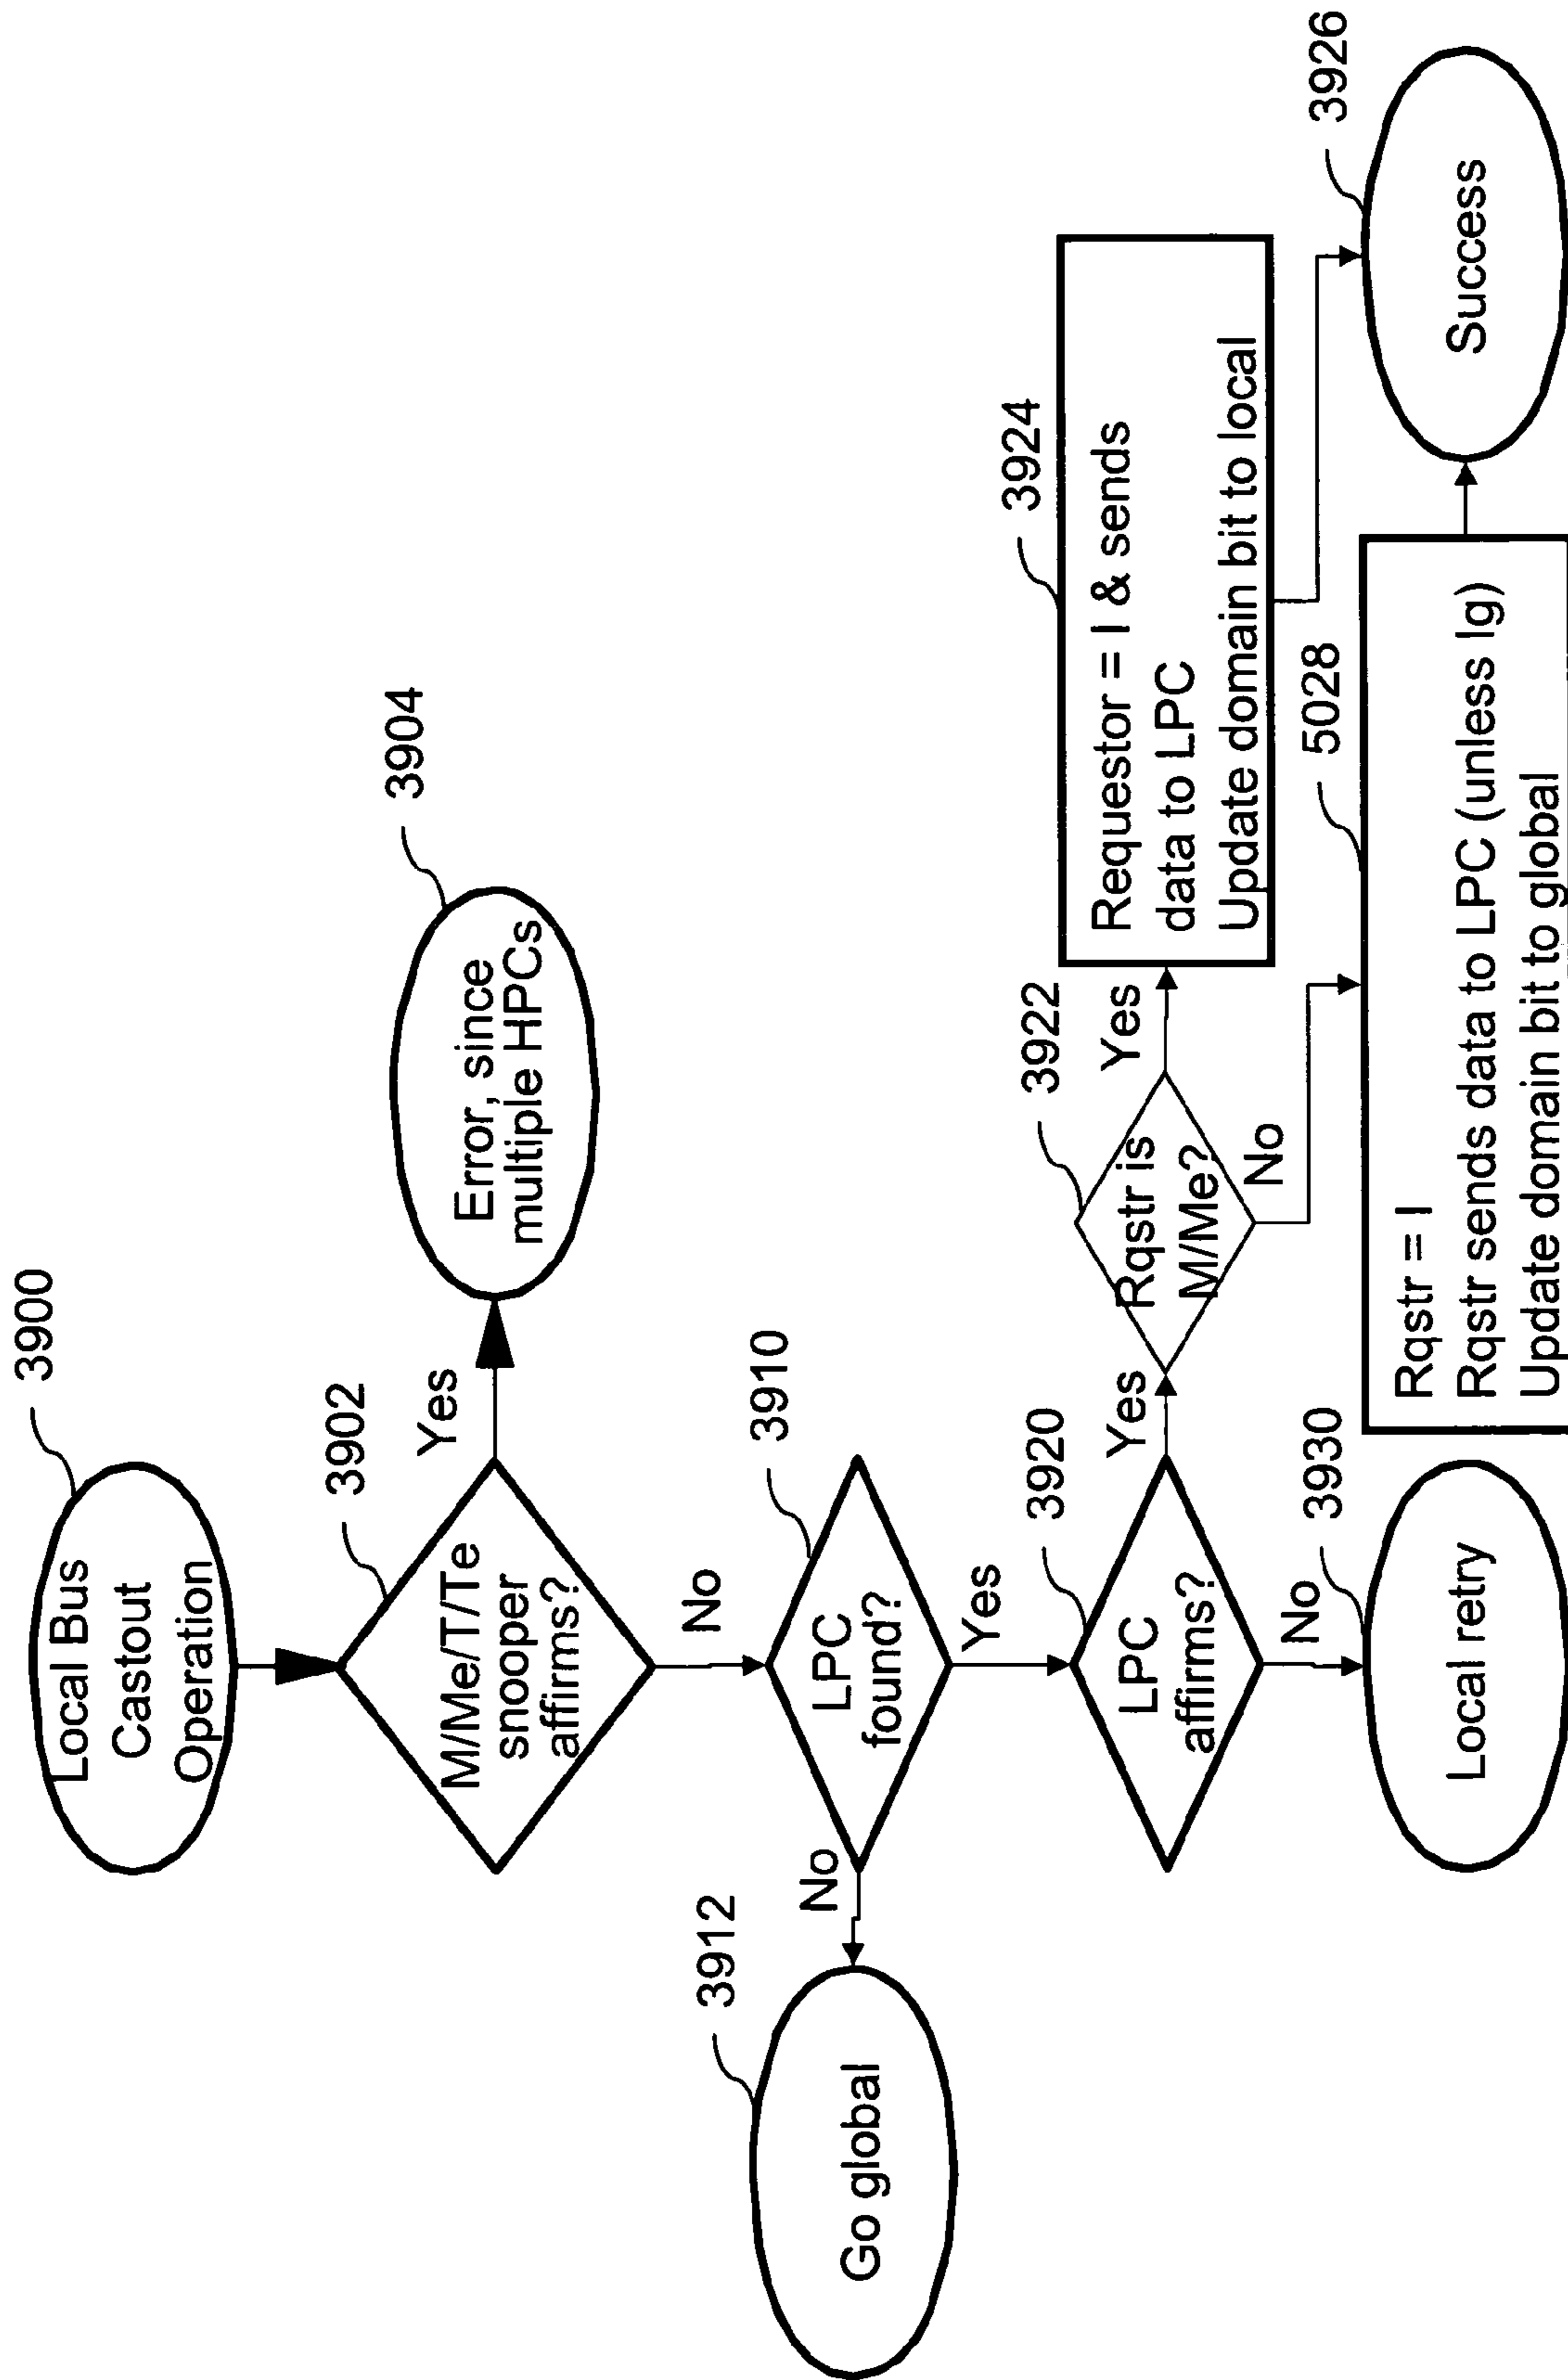 3900
Local Bus
Castout
Operation
3902
M/Me/T/Te
snooper
affirms?
Yes
3904
Error, since
multiple HPCs
No
3910
LPC
found?
No
3912
Go global
Yes
3920
LPC
affirms?
Yes
3922
Rqstr is
M/Me?
Yes
3924
Requestor = I & sends
data to LPC
Update domain bit to local
No
3930
Local retry
No
5028
Rqstr = I
Rqstr sends data to LPC (unless Ig)
Update domain bit to global
3926
Success